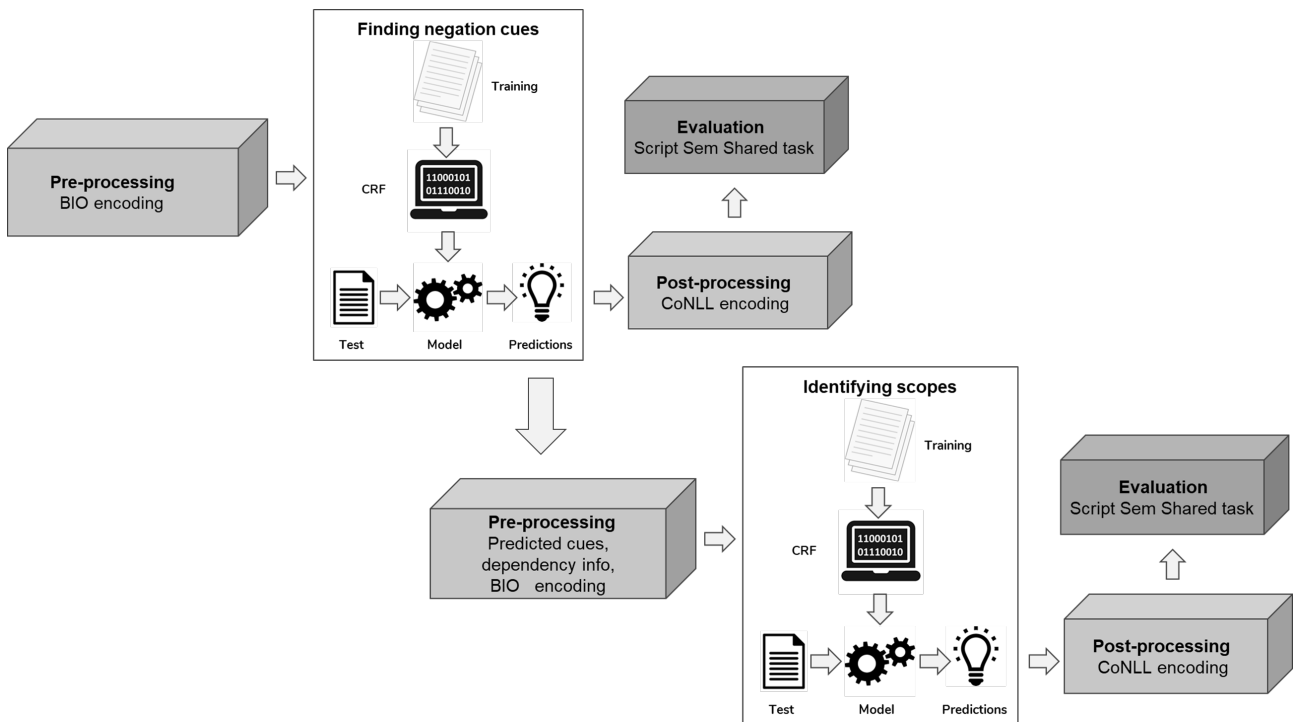 Finding negation cues
Training
CRF
11000101
01110010
Test
Model
Predictions
Pre-processing
BIO encoding
Evaluation
Script Sem Shared task
Post-processing
CoNLL encoding
Pre-processing
Predicted cues,
dependency info,
BIO encoding
Identifying scopes
Training
CRF
11000101
01110010
Test
Model
Predictions
Evaluation
Script Sem Shared task
Post-processing
CoNLL encoding